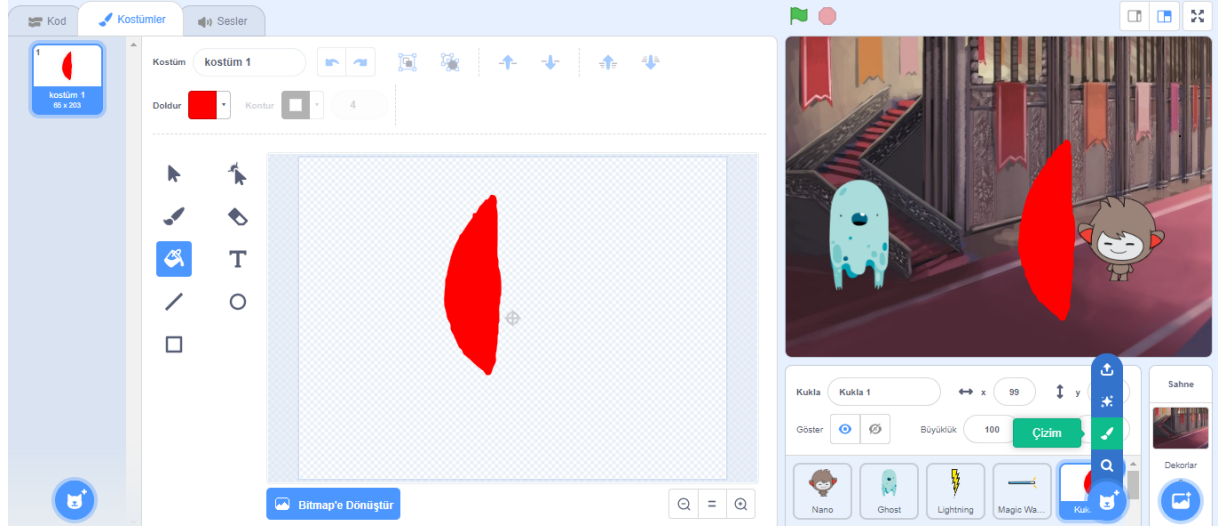 Kod
Kostümler
Sesler
1
kostüm 1
65 x 203
Kostüm
kostüm 1
Doldur
Kontur
4
T
Bitmap'e Dönüştür
Kukla
Kukla 1
x
99
y
Göster
Büyüklük
100
Çizim
Nano
Ghost
Lightning
Magic Wa...
Sahne
Dekorlar